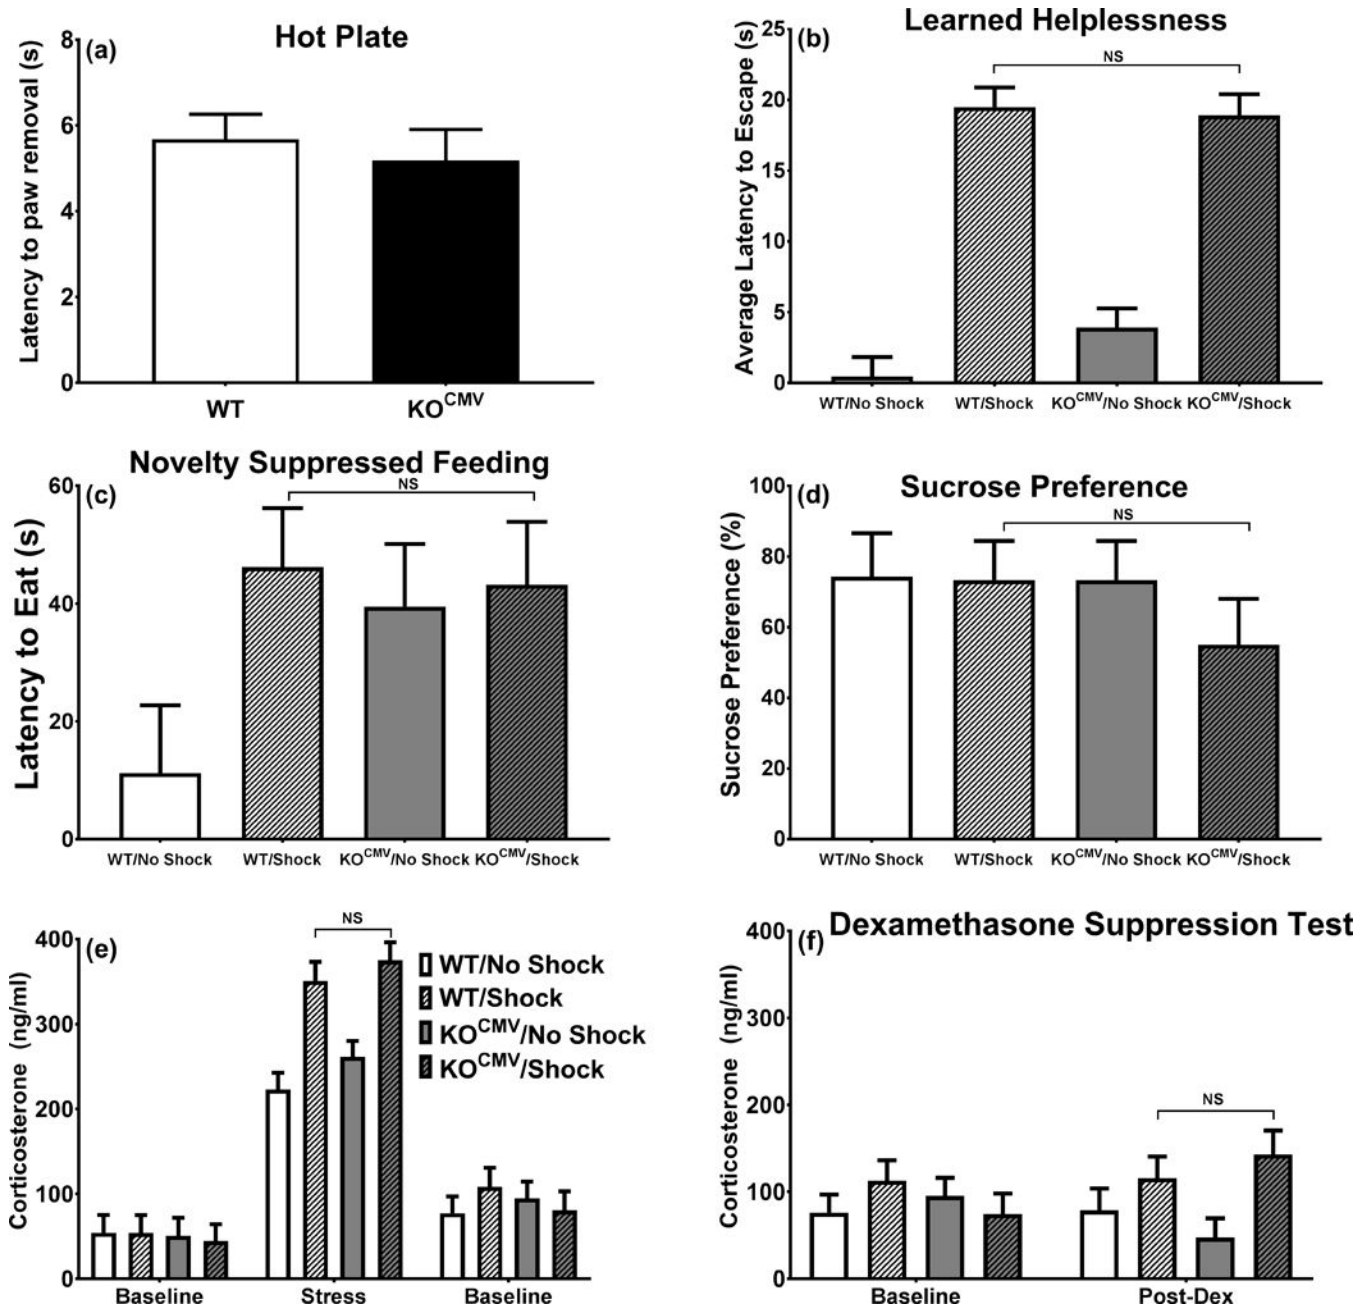 (a) Hot Plate
Latency to paw removal (s)
8
6
4
2
0
WT KO^CMV
(b) Learned Helplessness
Average Latency to Escape (s)
25
20
15
10
5
0
NS
WT/No Shock WT/Shock KO^CMV/No Shock KO^CMV/Shock
(c) Novelty Suppressed Feeding
Latency to Eat (s)
60
40
20
0
NS
WT/No Shock WT/Shock KO^CMV/No Shock KO^CMV/Shock
(d) Sucrose Preference
Sucrose Preference (%)
100
80
60
40
20
0
NS
WT/No Shock WT/Shock KO^CMV/No Shock KO^CMV/Shock
(e)
Corticosterone (ng/ml)
400
300
200
100
0
NS
WT/No Shock
WT/Shock
KO^CMV/No Shock
KO^CMV/Shock
Baseline Stress Baseline
(f) Dexamethasone Suppression Test
Corticosterone (ng/ml)
400
300
200
100
0
NS
Baseline Post-Dex